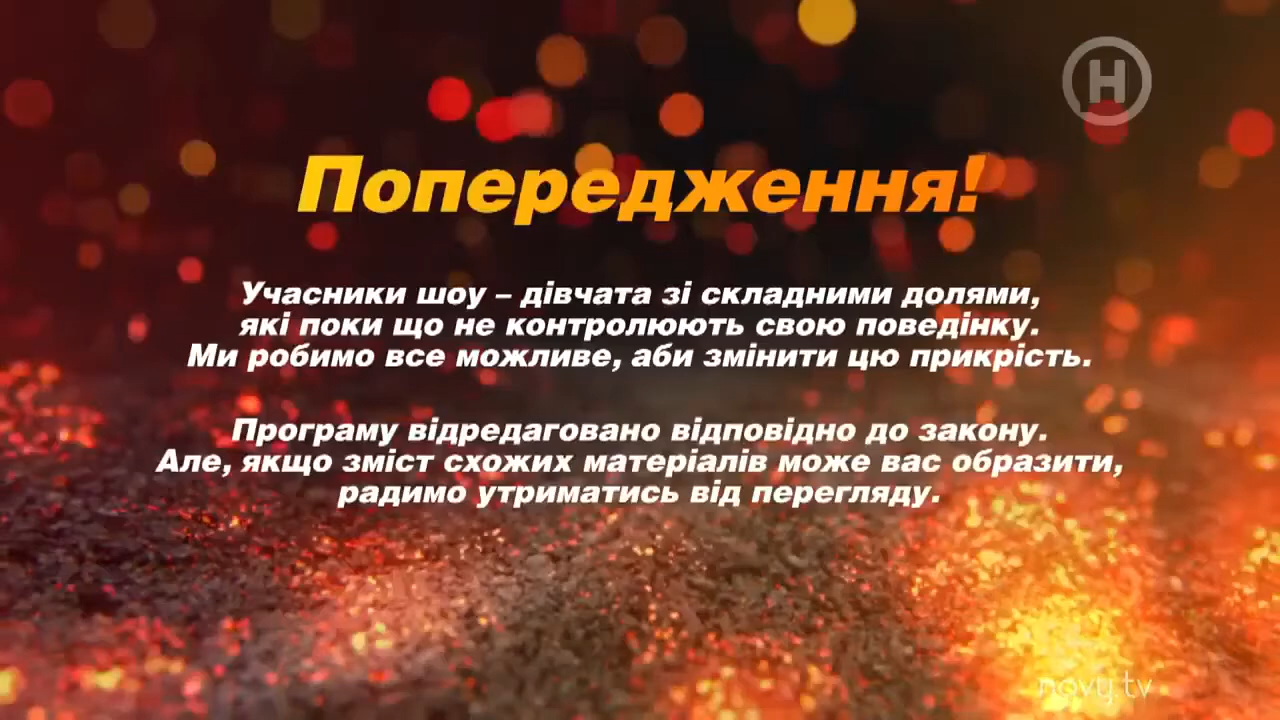 Н
Попередження!
Учасники шоу – дівчата зі складними долями,
які поки що не контролюють свою поведінку.
Ми робимо все можливе, аби змінити цю прикрість.
Програму відредаговано відповідно до закону.
Але, якщо зміст схожих матеріалів може вас образити,
радимо утриматись від перегляду.
novy.tv